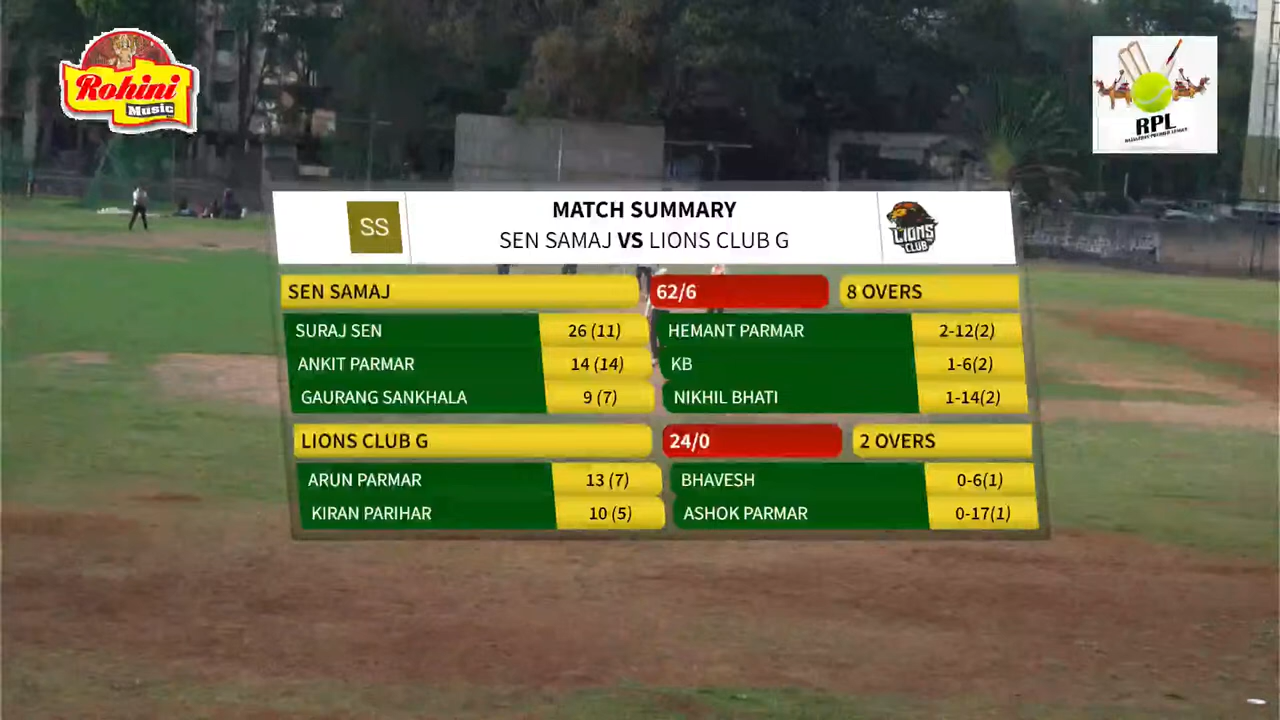 Rohini
Music
RPL
MATCH SUMMARY
SS
SEN SAMAJ VS LIONS CLUB G
LIONS
CLUB
SEN SAMAJ 62/6 8 OVERS
SURAJ SEN 26 (11) HEMANT PARMAR 2-12(2)
ANKIT PARMAR 14 (14) KB 1-6(2)
GAURANG SANKHALA 9 (7) NIKHIL BHATI 1-14(2)
LIONS CLUB G 24/0 2 OVERS
ARUN PARMAR 13 (7) BHAVESH 0-6(1)
KIRAN PARIHAR 10 (5) ASHOK PARMAR 0-17(1)